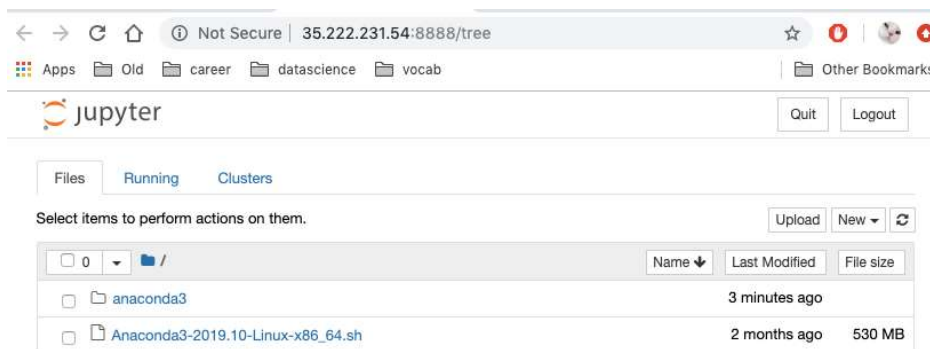 Not Secure | 35.222.231.54:8888/tree
Apps Old career datascience vocab Other Bookmarks
jupyter Quit Logout
Files Running Clusters
Select items to perform actions on them. Upload New
0 / Name Last Modified File size
anaconda3 3 minutes ago
Anaconda3-2019.10-Linux-x86_64.sh 2 months ago 530 MB